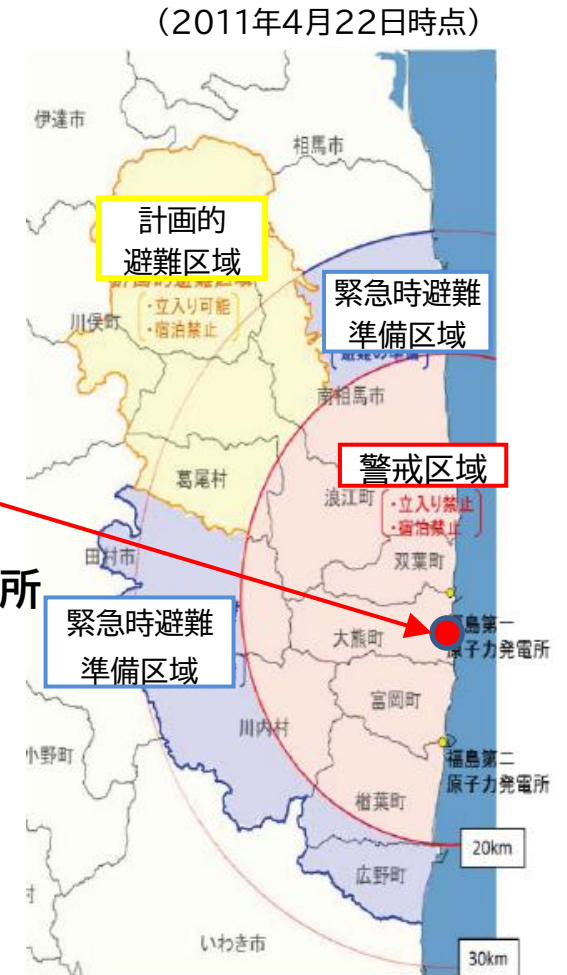 （2011年4月22日時点）
伊達市
相馬市
計画的
避難区域
・立入り可能
・宿泊禁止
川俣町
緊急時避難
準備区域
南相馬市
警戒区域
葛尾村
浪江町
・立入り禁止
・宿泊禁止
田村市
双葉町
所
緊急時避難
準備区域
大熊町
島第一
原子力発電所
富岡町
川内村
小野町
福島第二
原子力発電所
楢葉町
20km
広野町
村
いわき市
30km